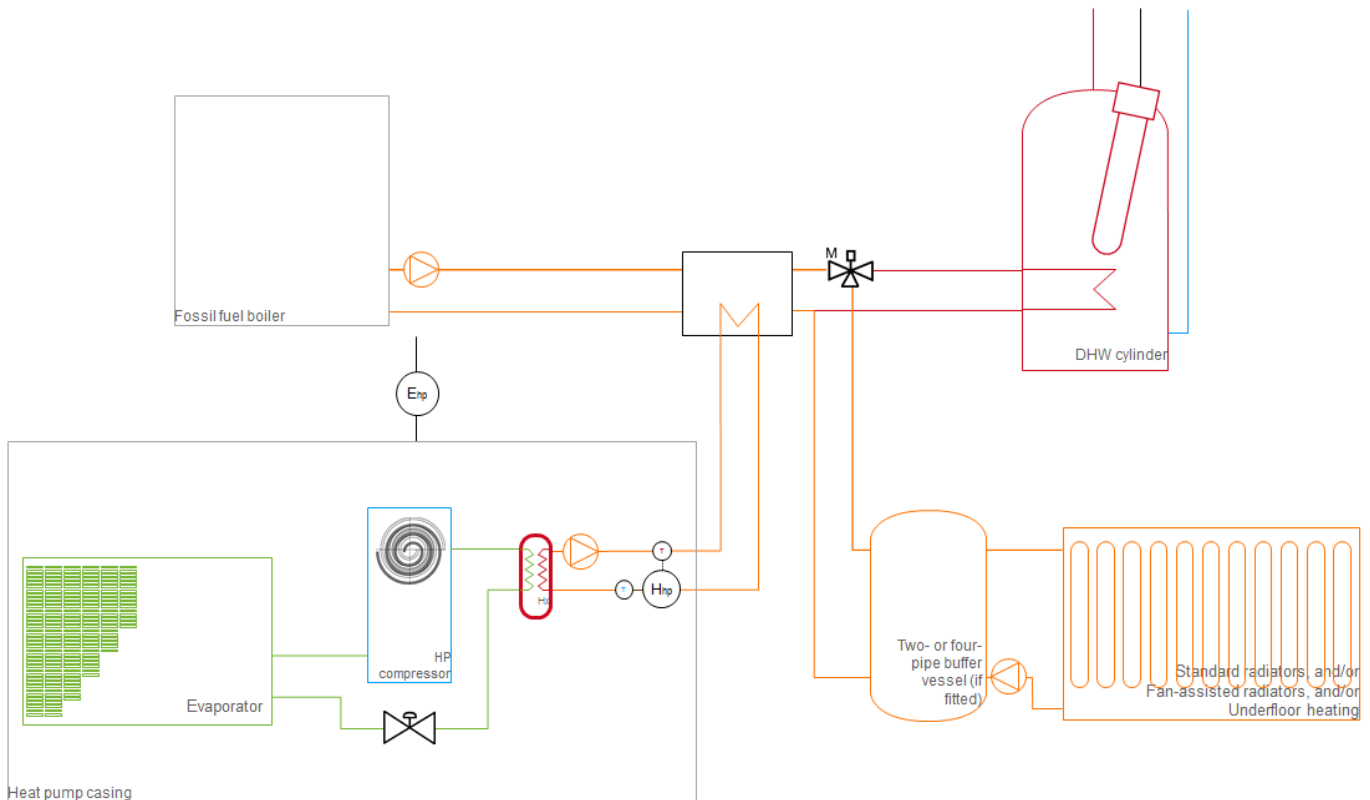 M
Fossil fuel boiler
DHW cylinder
Ehp
T
T
Hhp
Hx
HP
compressor
Evaporator
Two- or four-
pipe buffer
vessel (if
fitted)
Standard radiators, and/or
Fan-assisted radiators, and/or
Underfloor heating
Heat pump casing